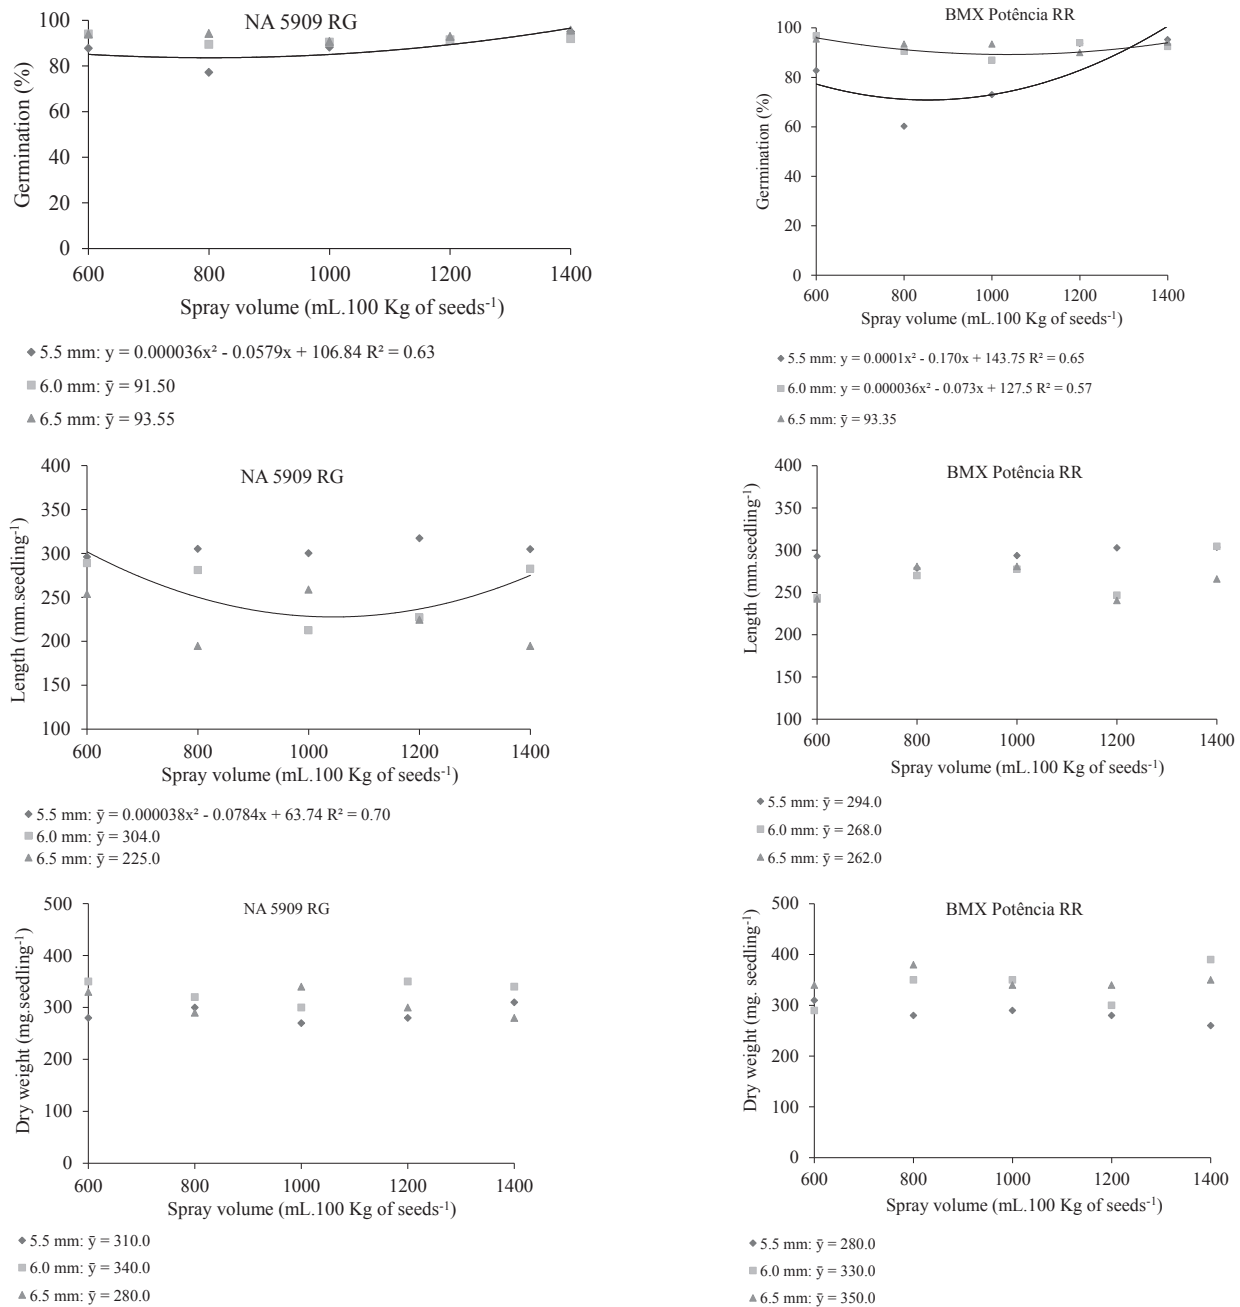 NA 5909 RG
Germination (%)
100
80
60
40
20
0
600 800 1000 1200 1400
Spray volume (mL.100 Kg of seeds⁻¹)
5.5 mm: y = 0.000036x² - 0.0579x + 106.84 R² = 0.63
6.0 mm: ȳ = 91.50
6.5 mm: ȳ = 93.55
BMX Potência RR
Germination (%)
100
80
60
40
20
0
600 800 1000 1200 1400
Spray volume (mL.100 Kg of seeds⁻¹)
5.5 mm: y = 0.0001x² - 0.170x + 143.75 R² = 0.65
6.0 mm: y = 0.000036x² - 0.073x + 127.5 R² = 0.57
6.5 mm: ȳ = 93.35
NA 5909 RG
Length (mm.seedling⁻¹)
400
350
300
250
200
150
100
600 800 1000 1200 1400
Spray volume (mL.100 Kg of seeds⁻¹)
5.5 mm: ȳ = 0.000038x² - 0.0784x + 63.74 R² = 0.70
6.0 mm: ȳ = 304.0
6.5 mm: ȳ = 225.0
BMX Potência RR
Length (mm.seedling⁻¹)
400
350
300
250
200
150
100
600 800 1000 1200 1400
Spray volume (mL.100 Kg of seeds⁻¹)
5.5 mm: ȳ = 294.0
6.0 mm: ȳ = 268.0
6.5 mm: ȳ = 262.0
NA 5909 RG
Dry weight (mg.seedling⁻¹)
500
400
300
200
100
0
600 800 1000 1200 1400
Spray volume (mL.100 Kg of seeds⁻¹)
5.5 mm: ȳ = 310.0
6.0 mm: ȳ = 340.0
6.5 mm: ȳ = 280.0
BMX Potência RR
Dry weight (mg. seedling⁻¹)
500
400
300
200
100
0
600 800 1000 1200 1400
Spray volume (mL.100 Kg of seeds⁻¹)
5.5 mm: ȳ = 280.0
6.0 mm: ȳ = 330.0
6.5 mm: ȳ = 350.0